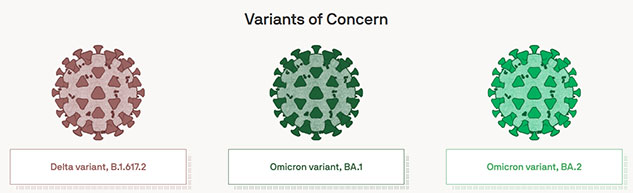 Variants of Concern
Delta variant, B.1.617.2
Omicron variant, BA.1
Omicron variant, BA.2